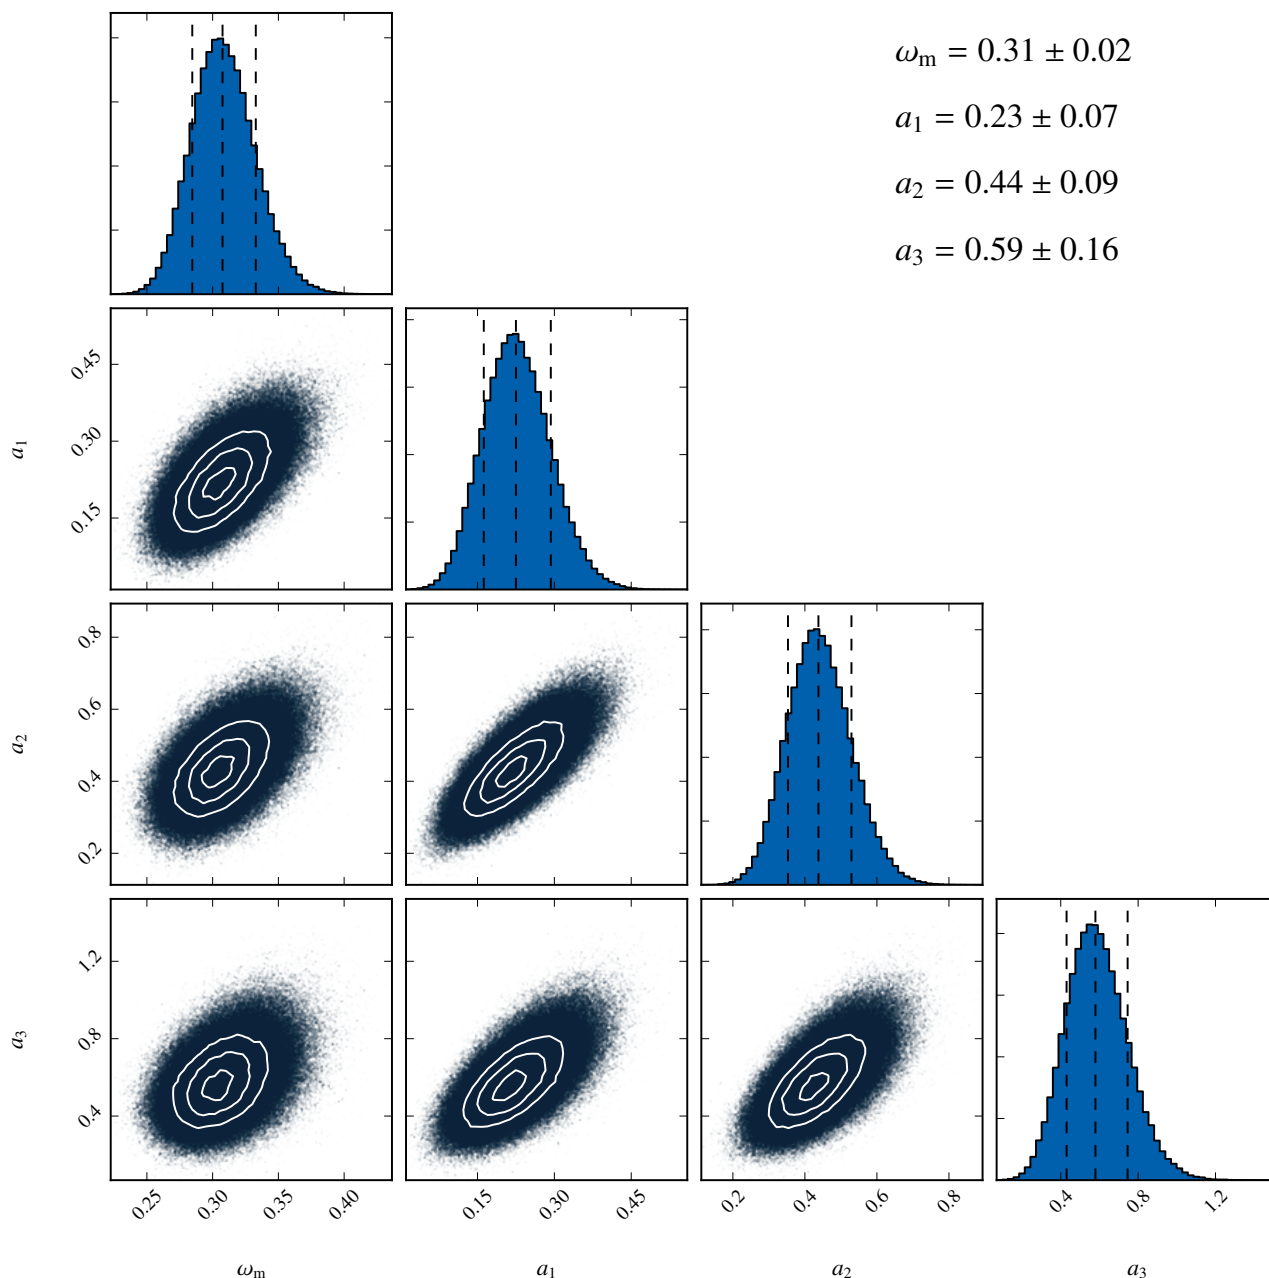 ωm = 0.31 ± 0.02
a1 = 0.23 ± 0.07
a2 = 0.44 ± 0.09
a3 = 0.59 ± 0.16
0.45
0.30
0.15
a1
0.8
0.6
0.4
0.2
a2
1.2
0.8
0.4
a3
0.25 0.30 0.35 0.40
0.15 0.30 0.45
0.2 0.4 0.6 0.8
0.4 0.8 1.2
ωm a1 a2 a3